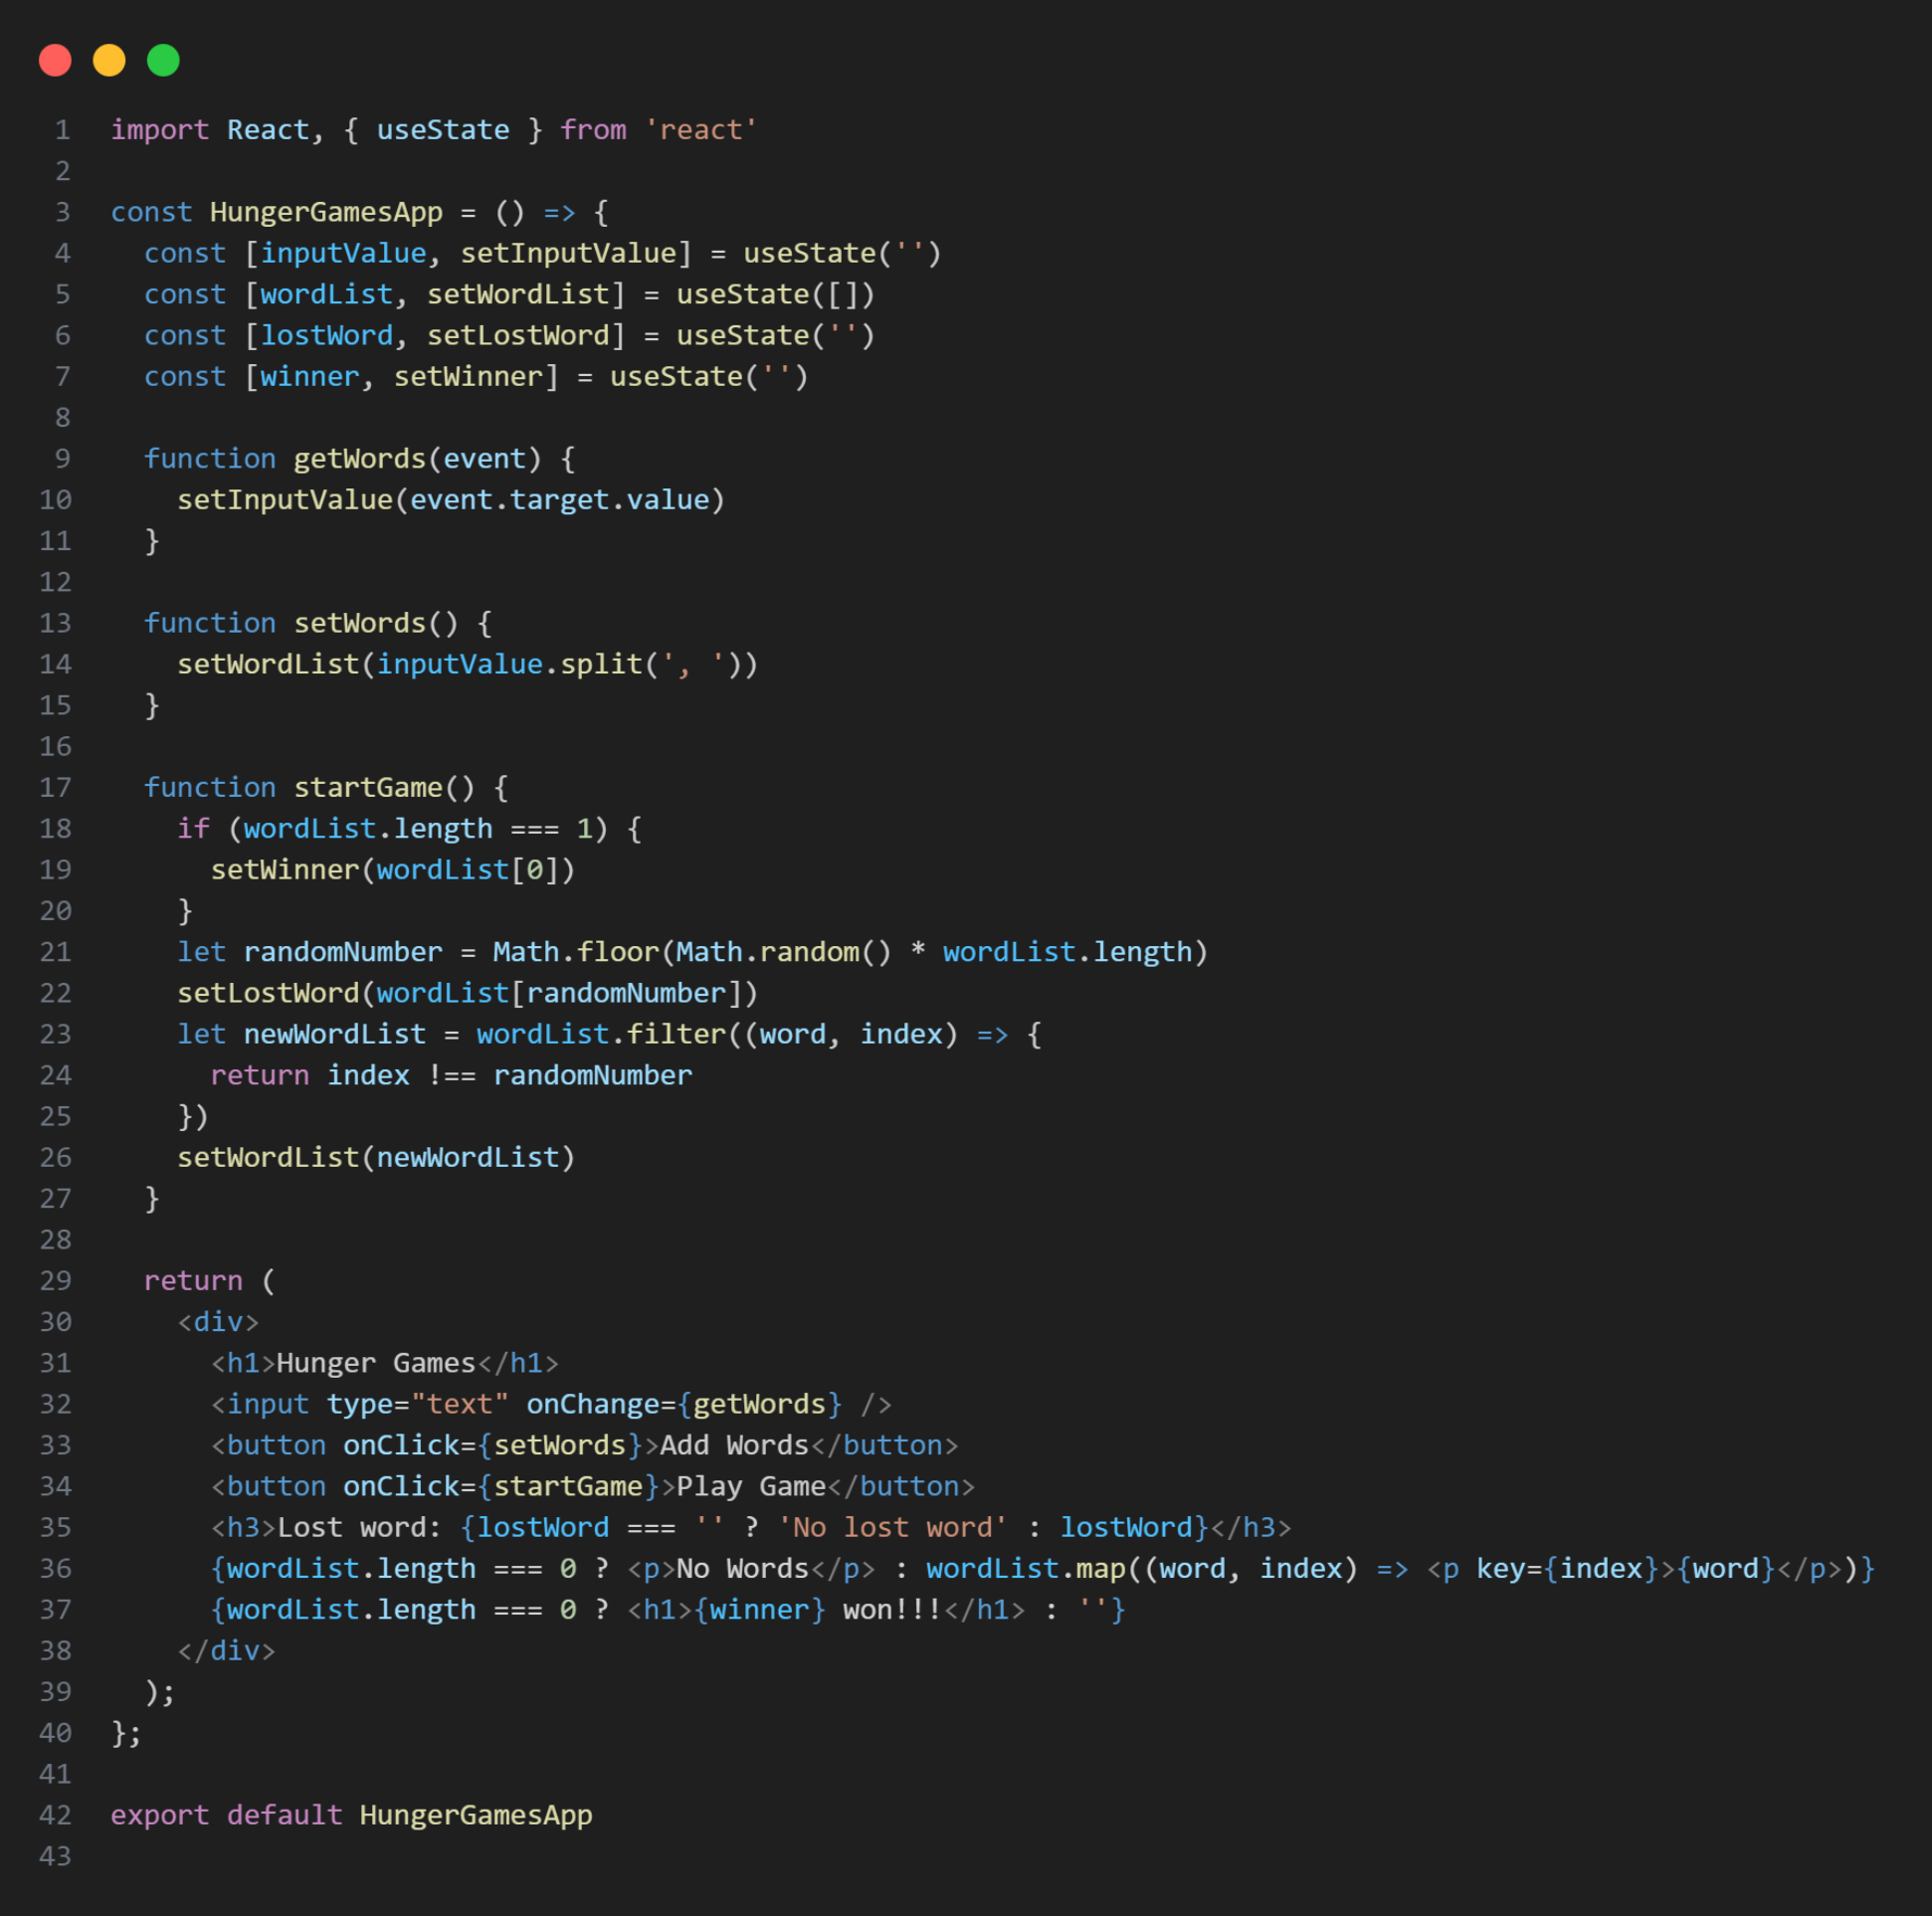 1 import React, { useState } from 'react'
2
3 const HungerGamesApp = () => {
4   const [inputValue, setInputValue] = useState('')
5   const [wordList, setWordList] = useState([])
6   const [lostWord, setLostWord] = useState('')
7   const [winner, setWinner] = useState('')
8
9   function getWords(event) {
10     setInputValue(event.target.value)
11   }
12
13   function setWords() {
14     setWordList(inputValue.split(', '))
15   }
16
17   function startGame() {
18     if (wordList.length === 1) {
19       setWinner(wordList[0])
20     }
21     let randomNumber = Math.floor(Math.random() * wordList.length)
22     setLostWord(wordList[randomNumber])
23     let newWordList = wordList.filter((word, index) => {
24       return index !== randomNumber
25     })
26     setWordList(newWordList)
27   }
28
29   return (
30     <div>
31       <h1>Hunger Games</h1>
32       <input type="text" onChange={getWords} />
33       <button onClick={setWords}>Add Words</button>
34       <button onClick={startGame}>Play Game</button>
35       <h3>Lost word: {lostWord === '' ? 'No lost word' : lostWord}</h3>
36       {wordList.length === 0 ? <p>No Words</p> : wordList.map((word, index) => <p key={index}>{word}</p>)}
37       {wordList.length === 0 ? <h1>{winner} won!!!</h1> : ''}
38     </div>
39   );
40 };
41
42 export default HungerGamesApp
43